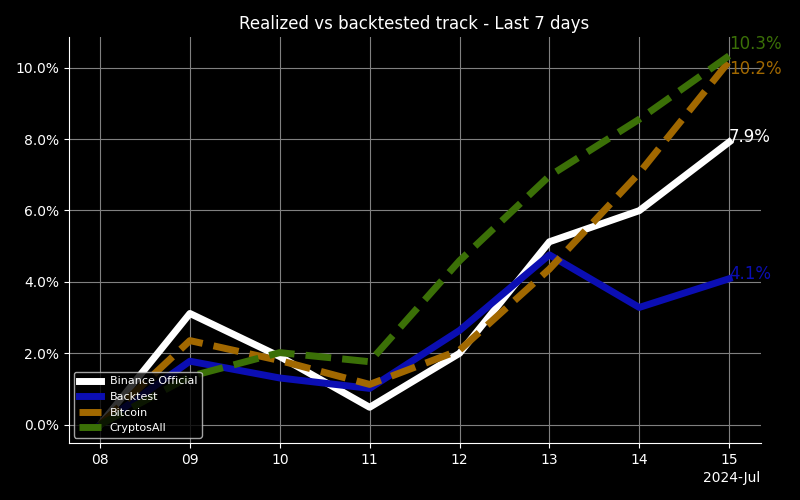 Realized vs backtested track - Last 7 days
10.3%
10.2%
7.9%
4.1%
10.0%
8.0%
6.0%
4.0%
2.0%
0.0%
Binance Official
Backtest
Bitcoin
CryptosAll
08 09 10 11 12 13 14 15
2024-Jul